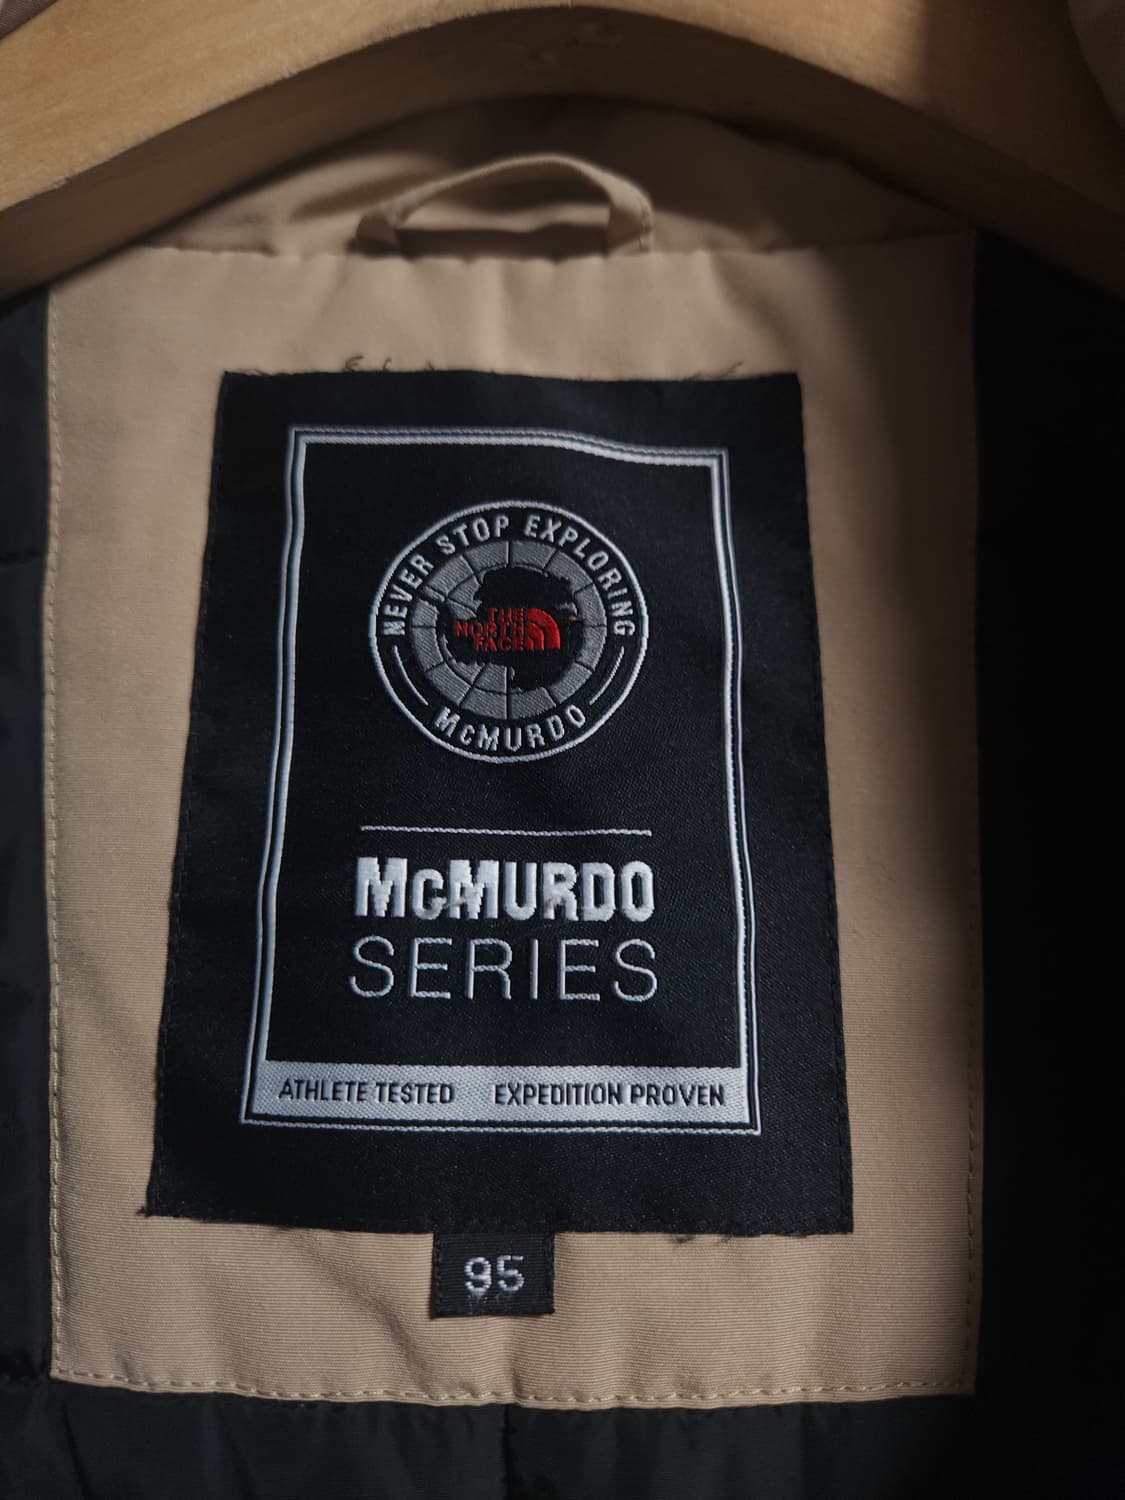 NEVER STOP EXPLORING
THE
NORTH
FACE
McMURDO
McMURDO
SERIES
ATHLETE TESTED EXPEDITION PROVEN
95